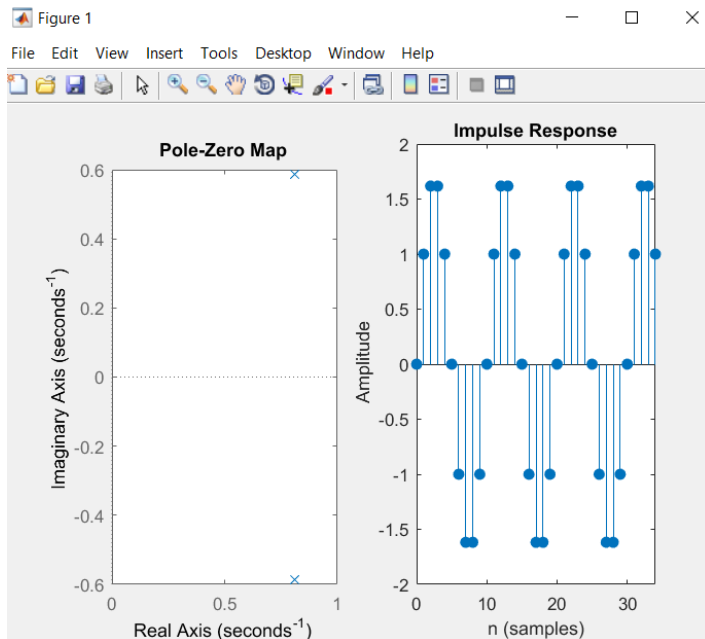 Figure 1
File Edit View Insert Tools Desktop Window Help
Pole-Zero Map
0.6
0.4
0.2
0
-0.2
-0.4
-0.6
0 0.5 1
Imaginary Axis (seconds⁻¹)
Real Axis (seconds⁻¹)
Impulse Response
2
1.5
1
0.5
0
-0.5
-1
-1.5
-2
0 10 20 30
Amplitude
n (samples)